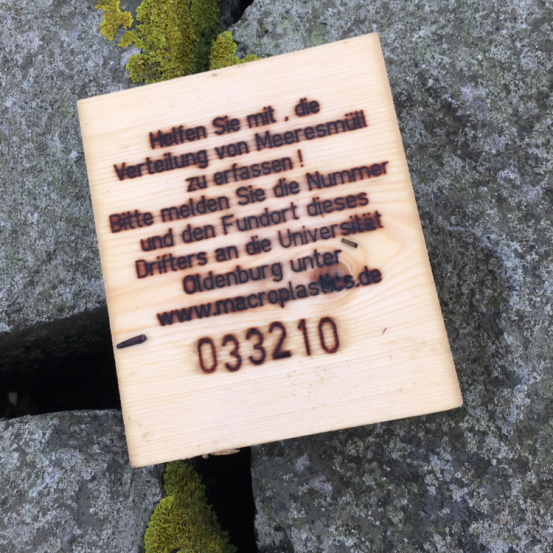 Helfen Sie mit , die
Verteilung von Meeresmüll
zu erfassen !
Bitte melden Sie die Nummer
und den Fundort dieses
Drifters an die Universität
Oldenburg unter
www.macroplastics.de
033210